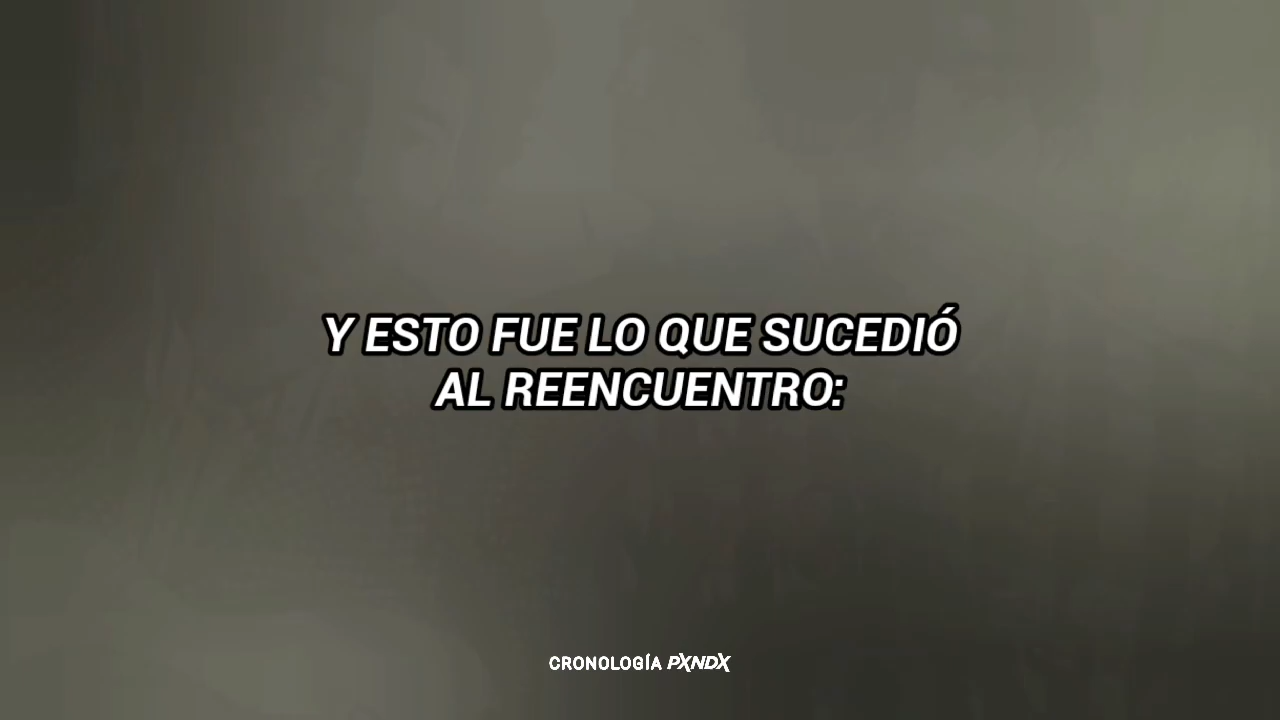 Y ESTO FUE LO QUE SUCEDIÓ
AL REENCUENTRO:
CRONOLOGÍA PXNDX